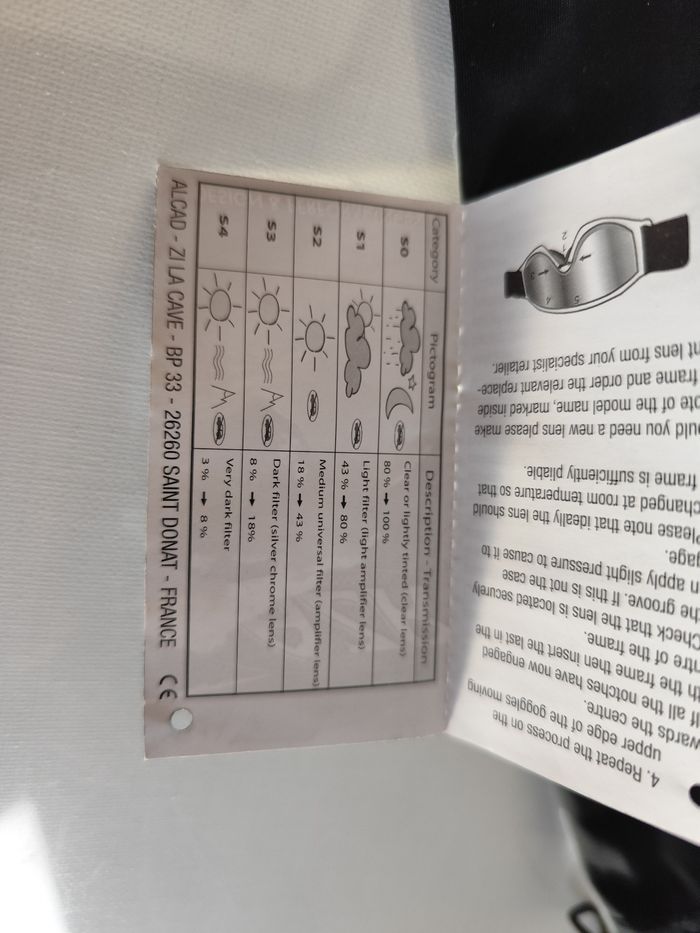 Category Pictogram Description - Transmission
S0 Clear or lightly tinted (clear lens)
80 % ➔ 100 %
S1 Light filter (light amplifier lens)
43 % ➔ 80 %
S2 Medium universal filter (amplifier lens)
18 % ➔ 43 %
S3 Dark filter (silver chrome lens)
8 % ➔ 18%
S4 Very dark filter
3 % ➔ 8 %
ALCAD - ZI LA CAVE - BP 33 - 26260 SAINT DONAT - FRANCE CE
4. Repeat the process on the
upper edge of the goggles moving
wards the centre.
If all the notches have now engaged
th the frame then insert the last in the
ntre of the frame.
Check that the lens is located securely
the groove. If this is not the case
n apply slight pressure to cause it to
gage.
Please note that ideally the lens should
changed at room temperature so that
frame is sufficiently pliable.
uld you need a new lens please make
ote of the model name, marked inside
frame and order the relevant replace-
nt lens from your specialist retailer.
1
2
3
4
5